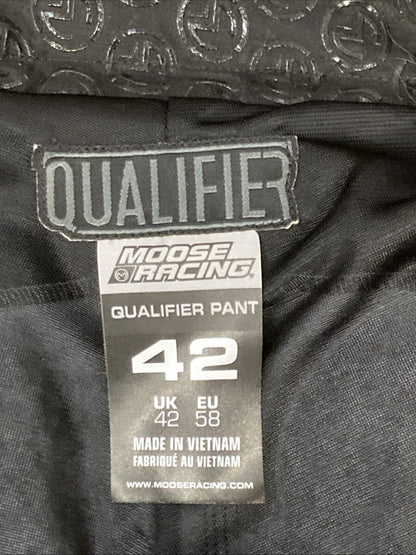 QUALIFIER
MOOSE
RACING®
QUALIFIER PANT
42
UK EU
42 58
MADE IN VIETNAM
FABRIQUÉ AU VIETNAM
WWW.MOOSERACING.COM